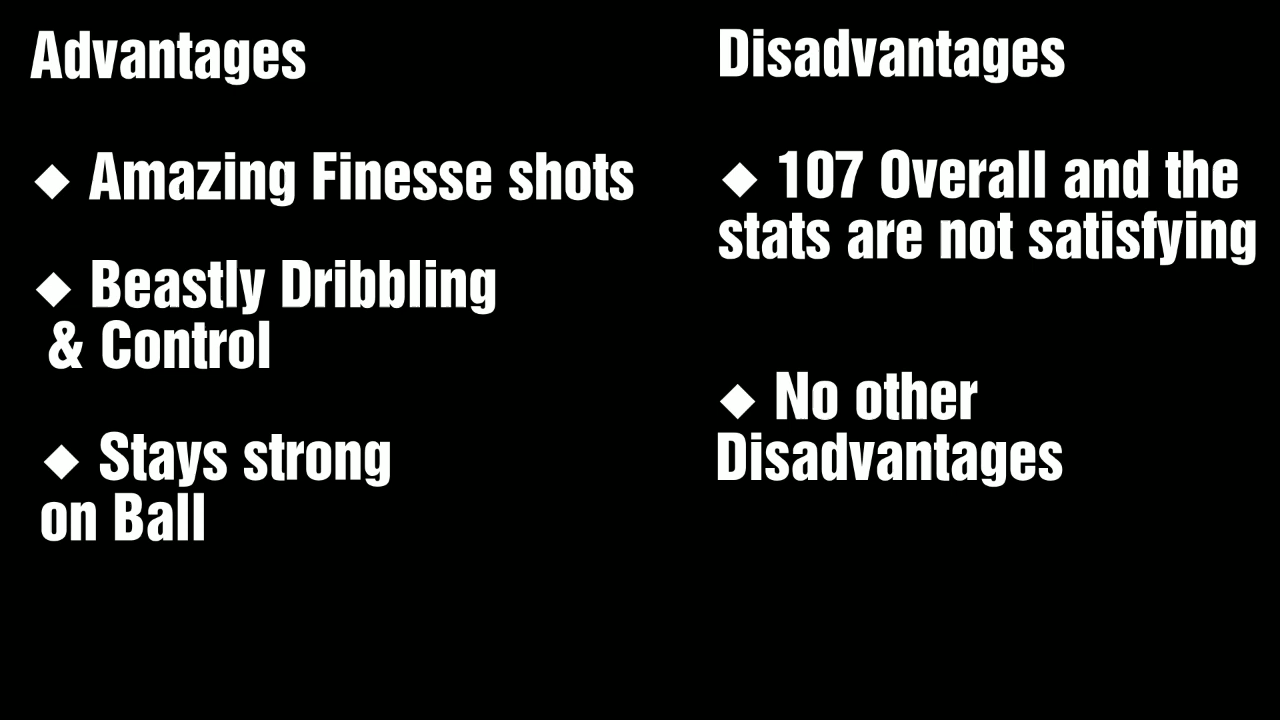 Advantages
◆ Amazing Finesse shots
◆ Beastly Dribbling
& Control
◆ Stays strong
on Ball
Disadvantages
◆ 107 Overall and the
stats are not satisfying
◆ No other
Disadvantages